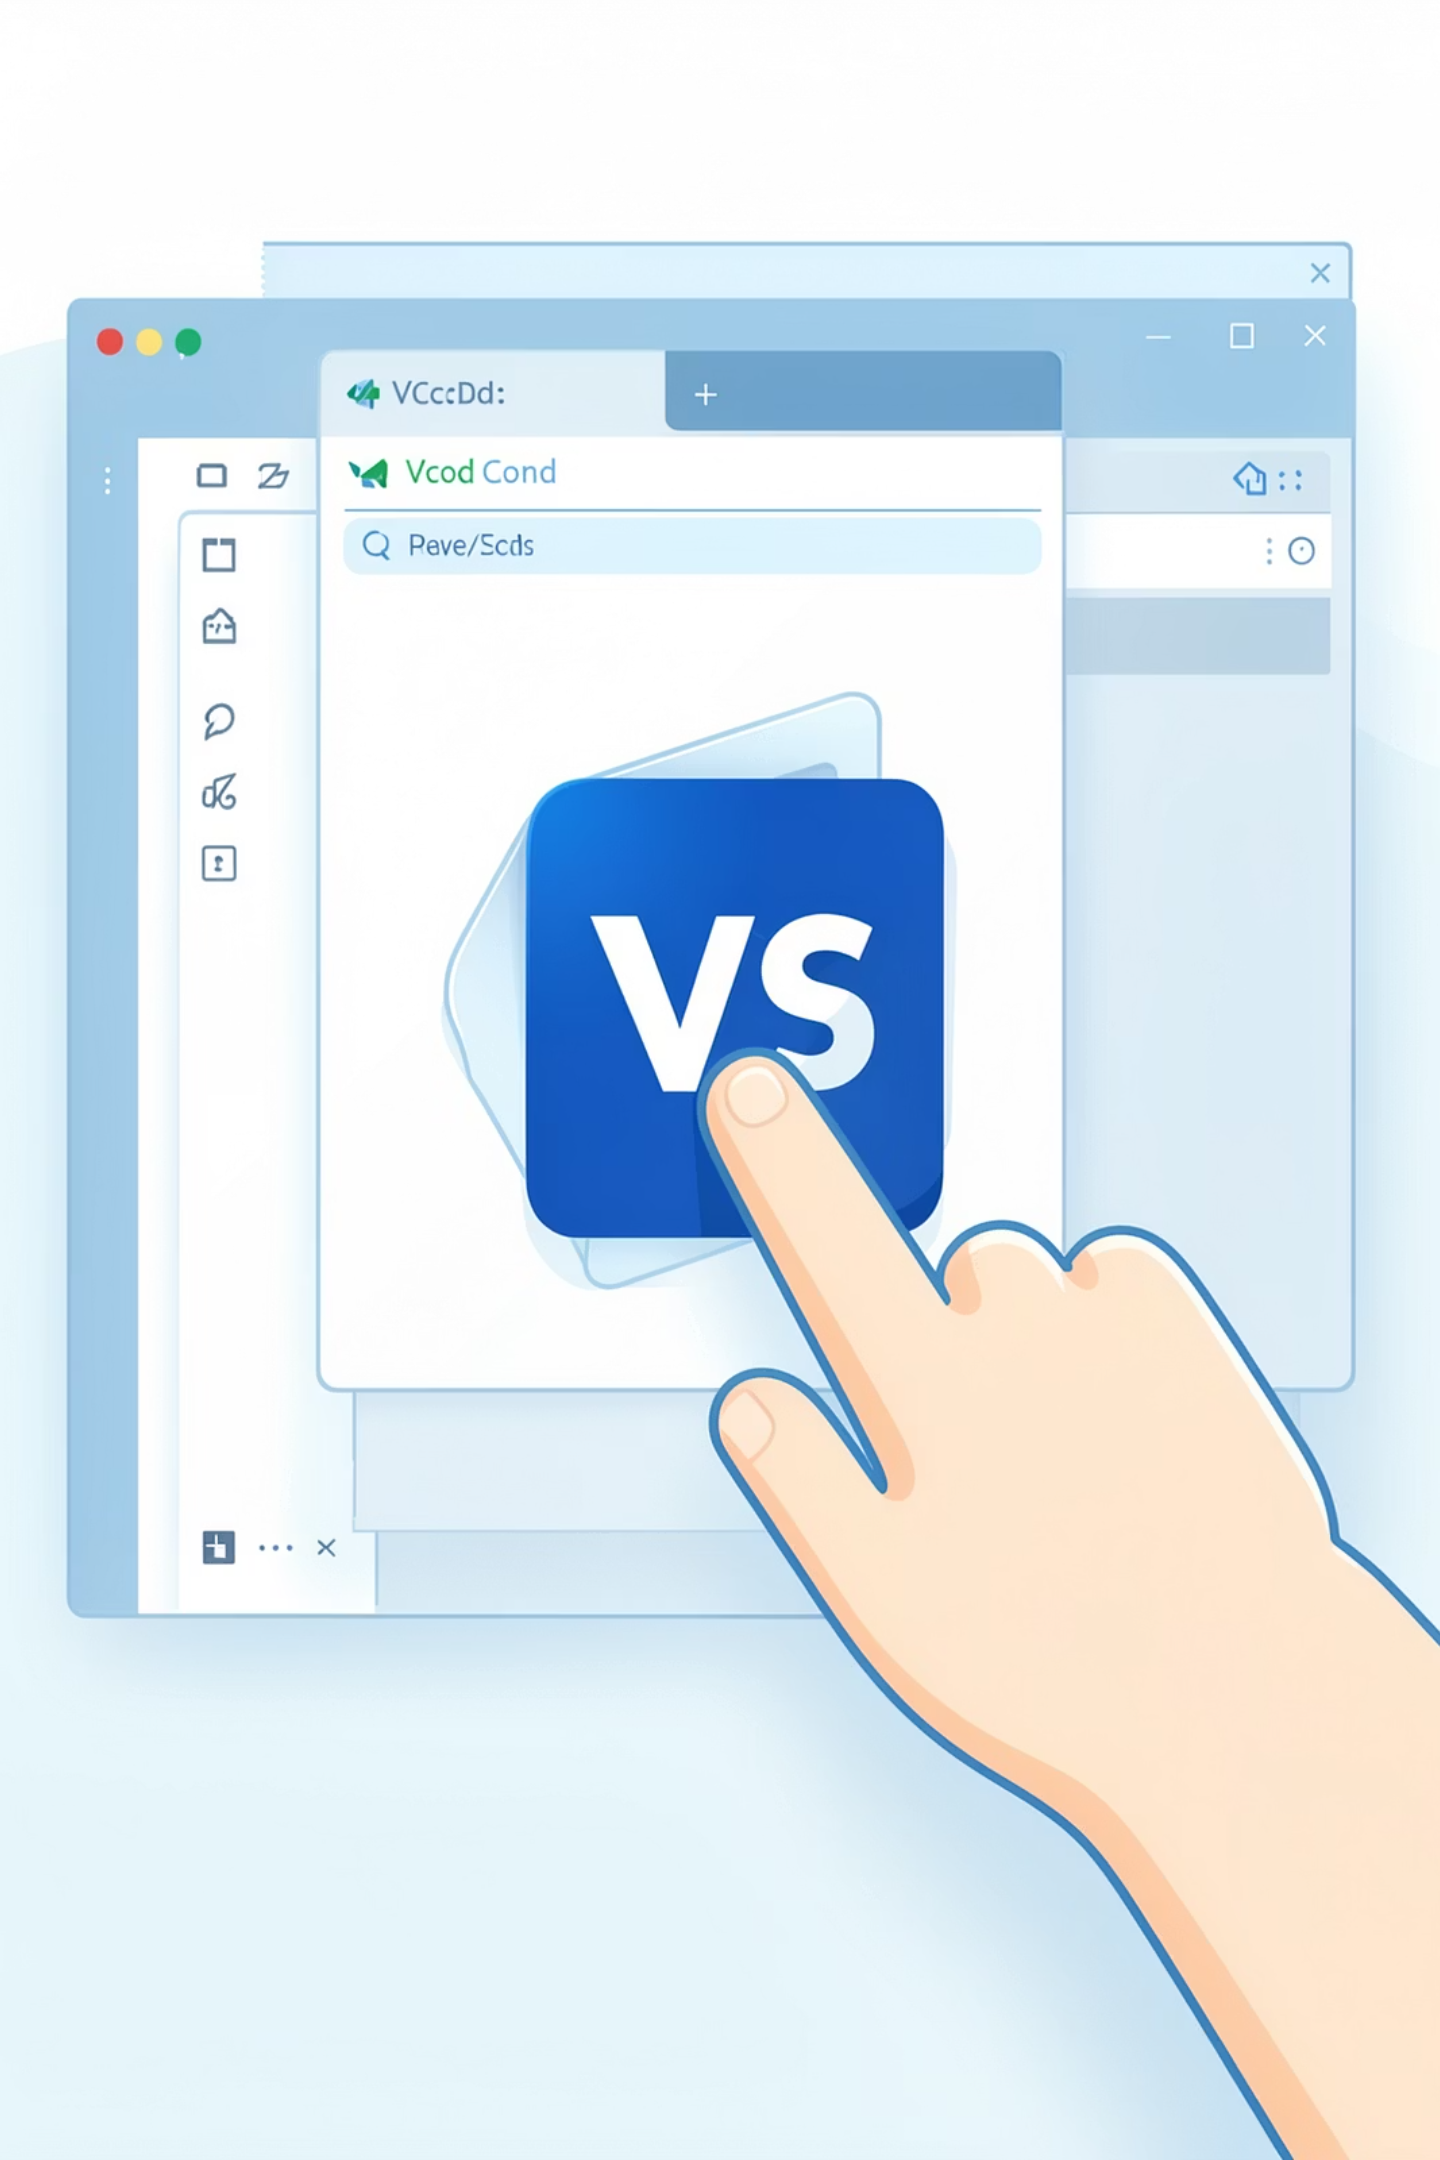 VCccDd:
Vcod Cond
Peve/Scds
VS